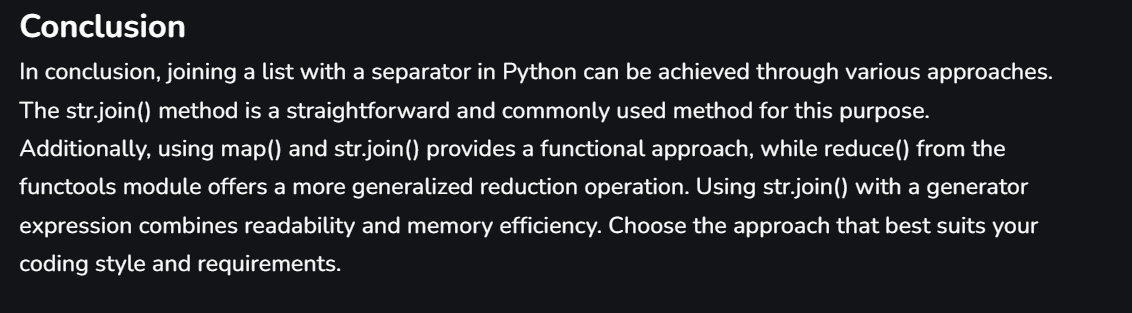 Conclusion
In conclusion, joining a list with a separator in Python can be achieved through various approaches.
The str.join() method is a straightforward and commonly used method for this purpose.
Additionally, using map() and str.join() provides a functional approach, while reduce() from the
functools module offers a more generalized reduction operation. Using str.join() with a generator
expression combines readability and memory efficiency. Choose the approach that best suits your
coding style and requirements.